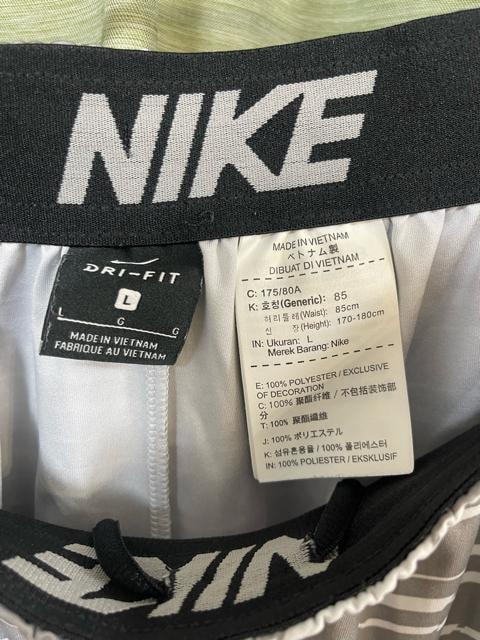 NIKE
DRI-FIT
L
L G G
MADE IN VIETNAM
FABRIQUE AU VIETNAM
MADE IN VIETNAM
ベトナム製
DIBUAT DI VIETNAM
C: 175/80A
K: 호칭(Generic): 85
허리둘레(Waist): 85cm
신 장(Height): 170-180cm
IN: Ukuran: L
Merek Barang: Nike
E: 100% POLYESTER / EXCLUSIVE
OF DECORATION
C: 100% 聚酯纤维 / 不包括装饰部
分
T: 100% 聚酯纖維
J: 100% ポリエステル
K: 섬유혼용율 / 100% 폴리에스터
IN: 100% POLIESTER / EKSKLUSIF
NIKE